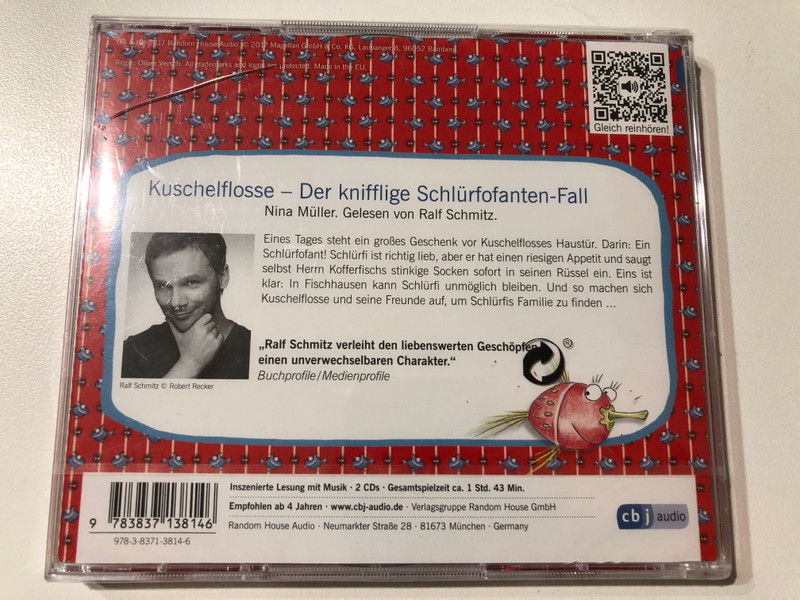 ℗ & © 2017 Random House Audio, © 2017 Magellan GmbH & Co. KG, Laubanger 8, 96052 Bamberg
Regie: Oliver Versch. All trademarks and logos are protected. Made in the EU.
Gleich reinhören!
Kuschelflosse – Der knifflige Schlürfofanten-Fall
Nina Müller. Gelesen von Ralf Schmitz.
Eines Tages steht ein großes Geschenk vor Kuschelflosses Haustür. Darin: Ein
Schlürfofant! Schlürfi ist richtig lieb, aber er hat einen riesigen Appetit und saugt
selbst Herrn Kofferfischs stinkige Socken sofort in seinen Rüssel ein. Eins ist
klar: In Fischhausen kann Schlürfi unmöglich bleiben. Und so machen sich
Kuschelflosse und seine Freunde auf, um Schlürfis Familie zu finden ...
„Ralf Schmitz verleiht den liebenswerten Geschöpfen
einen unverwechselbaren Charakter.“
Buchprofile/Medienprofile
Ralf Schmitz © Robert Recker
®
Inszenierte Lesung mit Musik · 2 CDs · Gesamtspielzeit ca. 1 Std. 43 Min.
Empfohlen ab 4 Jahren · www.cbj-audio.de · Verlagsgruppe Random House GmbH
Random House Audio · Neumarkter Straße 28 · 81673 München · Germany
9 783837 138146
978-3-8371-3814-6
cbj audio